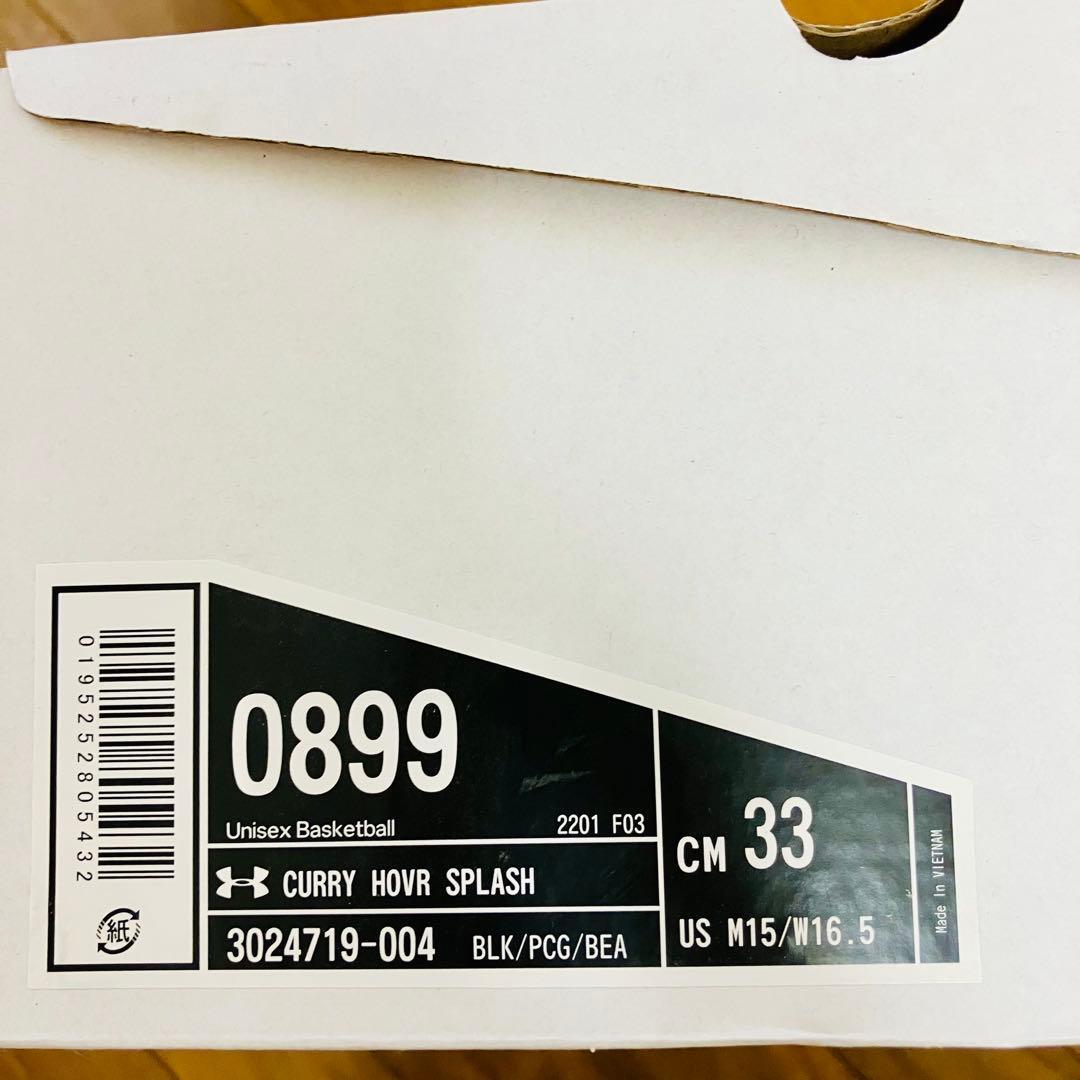 0195252805432
紙
0899
Unisex Basketball 2201 F03
CURRY HOVR SPLASH
3024719-004 BLK/PCG/BEA
CM 33
US M15/W16.5
Made In VIETNAM